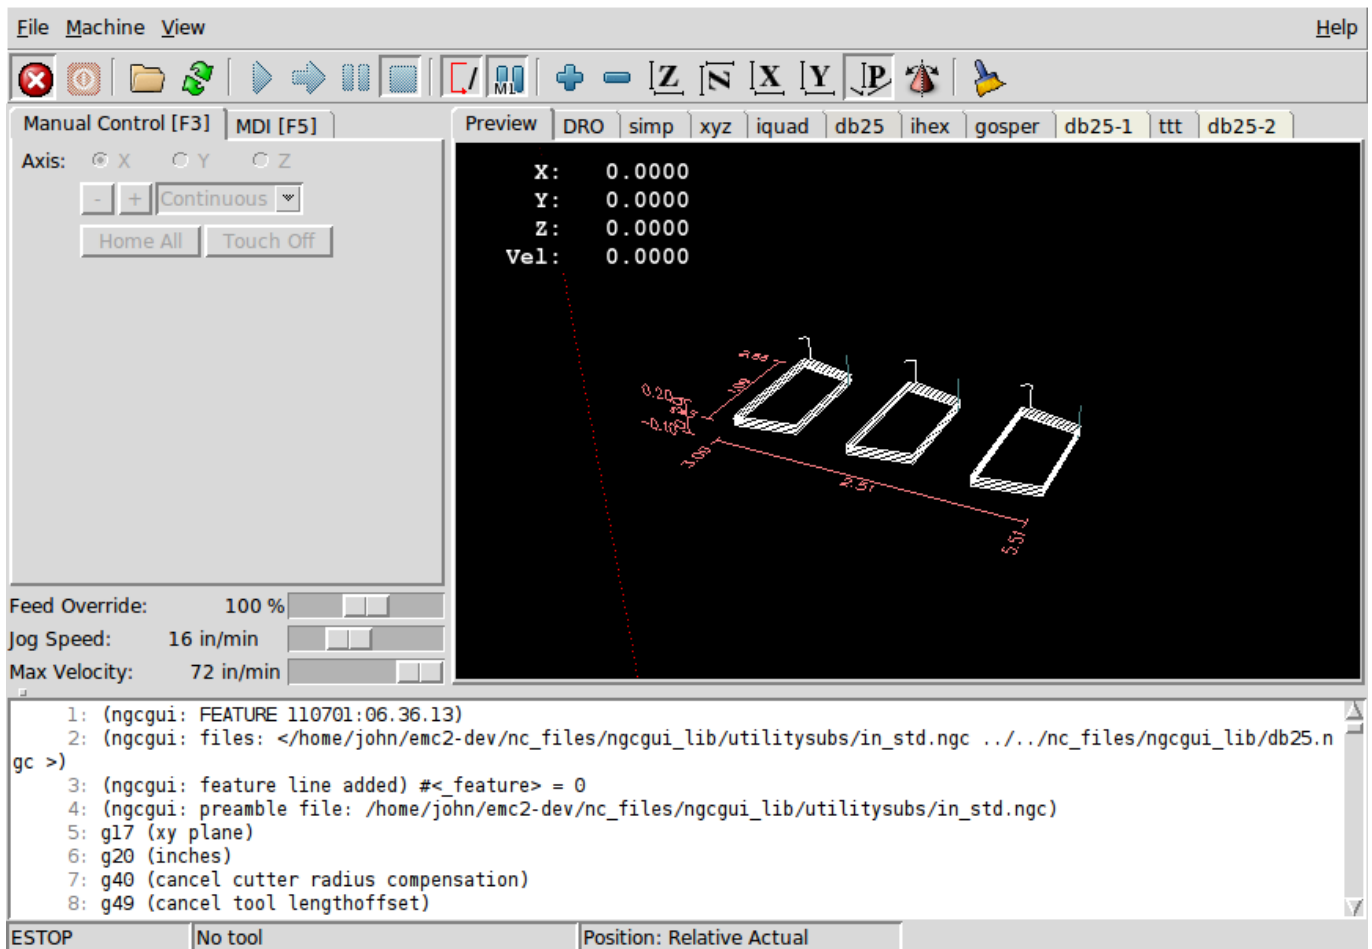 File Machine View Help
M1 Z N X Y P
Manual Control [F3] MDI [F5]
Preview DRO simp xyz iquad db25 ihex gosper db25-1 ttt db25-2
Axis: X Y Z
- + Continuous
Home All Touch Off
X: 0.0000
Y: 0.0000
Z: 0.0000
Vel: 0.0000
0.20
3.00
2.51
5.51
Feed Override: 100 %
Jog Speed: 16 in/min
Max Velocity: 72 in/min
1: (ngcgui: FEATURE 110701:06.36.13)
2: (ngcgui: files: </home/john/emc2-dev/nc_files/ngcgui_lib/utilitysubs/in_std.ngc ../../nc_files/ngcgui_lib/db25.n
gc >)
3: (ngcgui: feature line added) #<_feature> = 0
4: (ngcgui: preamble file: /home/john/emc2-dev/nc_files/ngcgui_lib/utilitysubs/in_std.ngc)
5: g17 (xy plane)
6: g20 (inches)
7: g40 (cancel cutter radius compensation)
8: g49 (cancel tool lengthoffset)
ESTOP No tool Position: Relative Actual